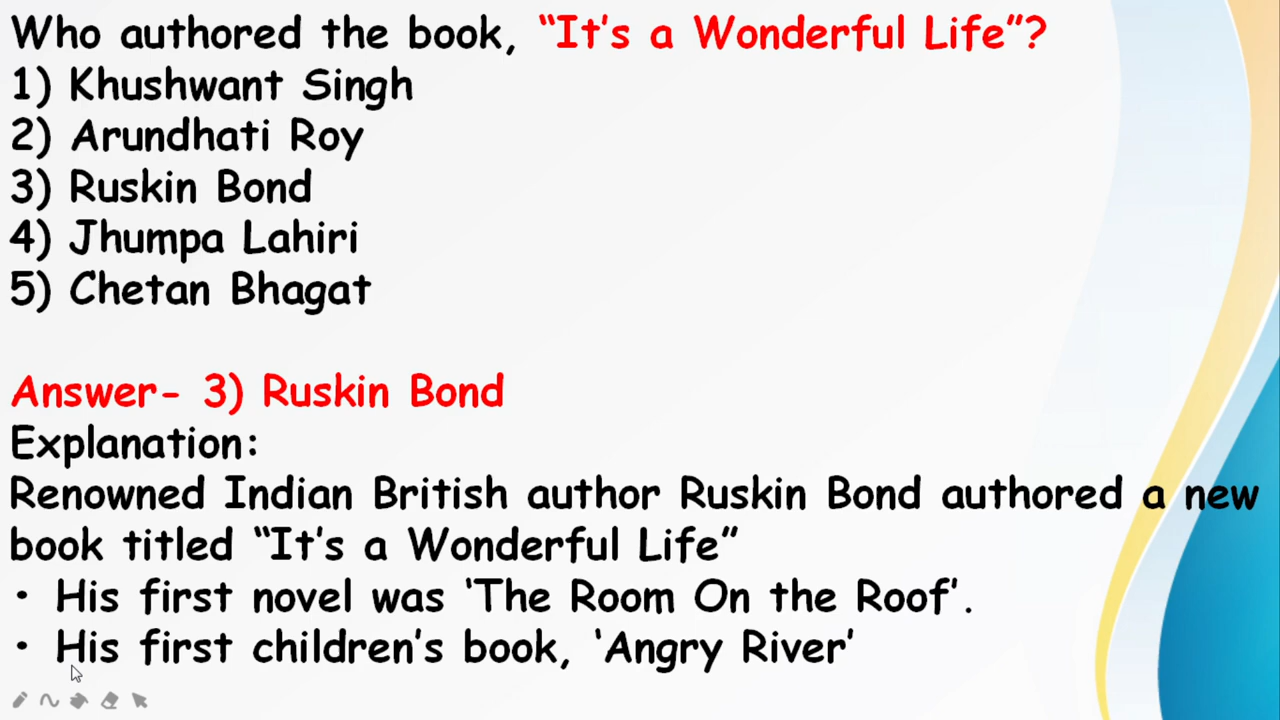 Who authored the book, “It’s a Wonderful Life”?
1) Khushwant Singh
2) Arundhati Roy
3) Ruskin Bond
4) Jhumpa Lahiri
5) Chetan Bhagat
Answer- 3) Ruskin Bond
Explanation:
Renowned Indian British author Ruskin Bond authored a new
book titled “It’s a Wonderful Life”
• His first novel was ‘The Room On the Roof’.
• His first children’s book, ‘Angry River’